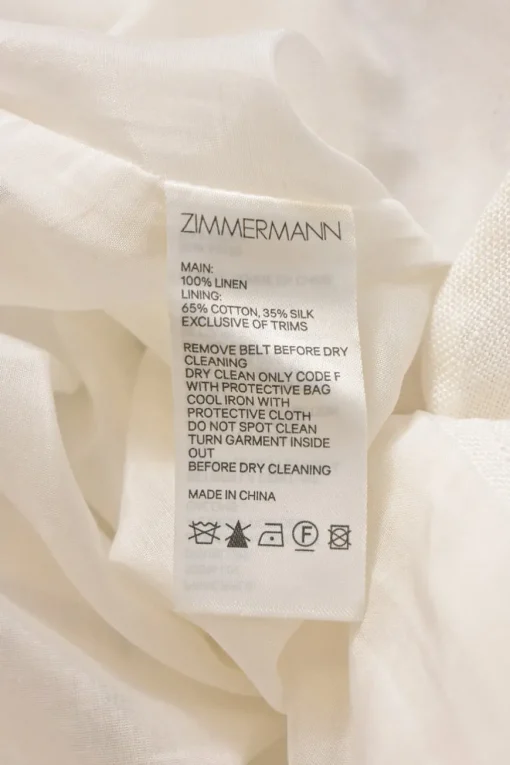 ZIMMERMANN
MAIN:
100% LINEN
LINING:
65% COTTON, 35% SILK
EXCLUSIVE OF TRIMS
REMOVE BELT BEFORE DRY
CLEANING
DRY CLEAN ONLY CODE F
WITH PROTECTIVE BAG
COOL IRON WITH
PROTECTIVE CLOTH
DO NOT SPOT CLEAN
TURN GARMENT INSIDE
OUT
BEFORE DRY CLEANING
MADE IN CHINA
F